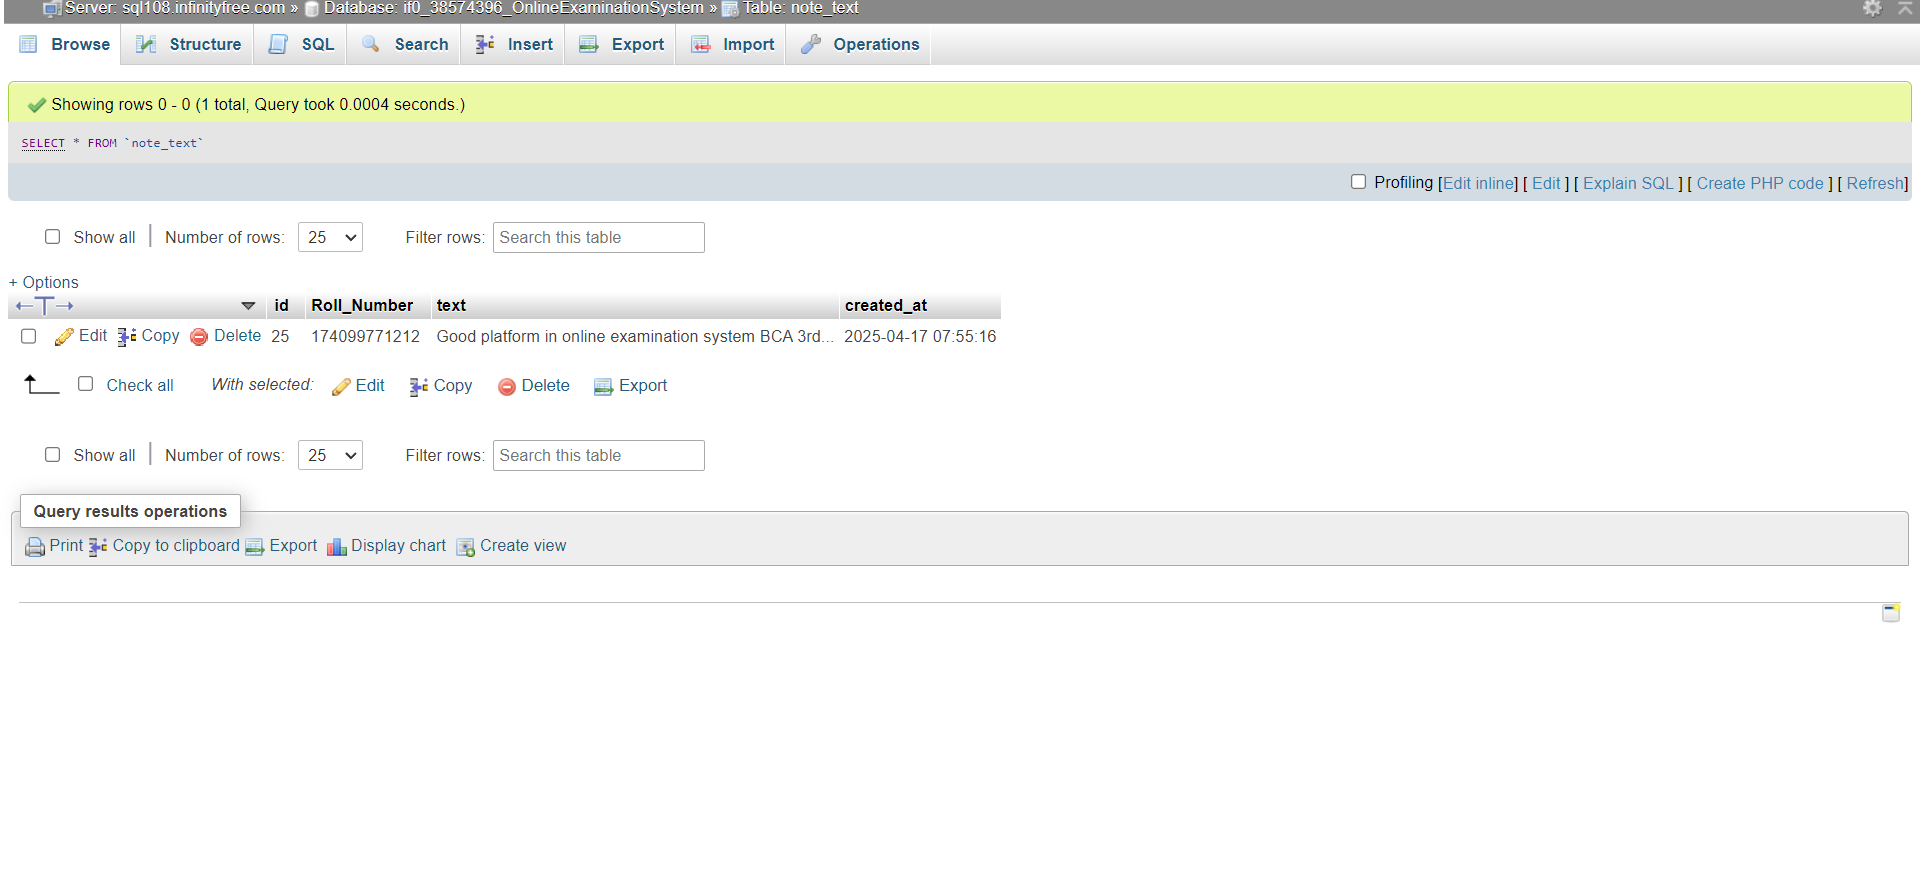 Server: sql108.infinityfree.com » Database: if0_38574396_OnlineExaminationSystem » Table: note_text
Browse Structure SQL Search Insert Export Import Operations
Showing rows 0 - 0 (1 total, Query took 0.0004 seconds.)
SELECT * FROM `note_text`
Profiling [Edit inline] [ Edit ] [ Explain SQL ] [ Create PHP code ] [ Refresh]
Show all Number of rows: 25 Filter rows: Search this table
+ Options
←T→ id Roll_Number text created_at
Edit Copy Delete 25 174099771212 Good platform in online examination system BCA 3rd... 2025-04-17 07:55:16
Check all With selected: Edit Copy Delete Export
Show all Number of rows: 25 Filter rows: Search this table
Query results operations
Print Copy to clipboard Export Display chart Create view